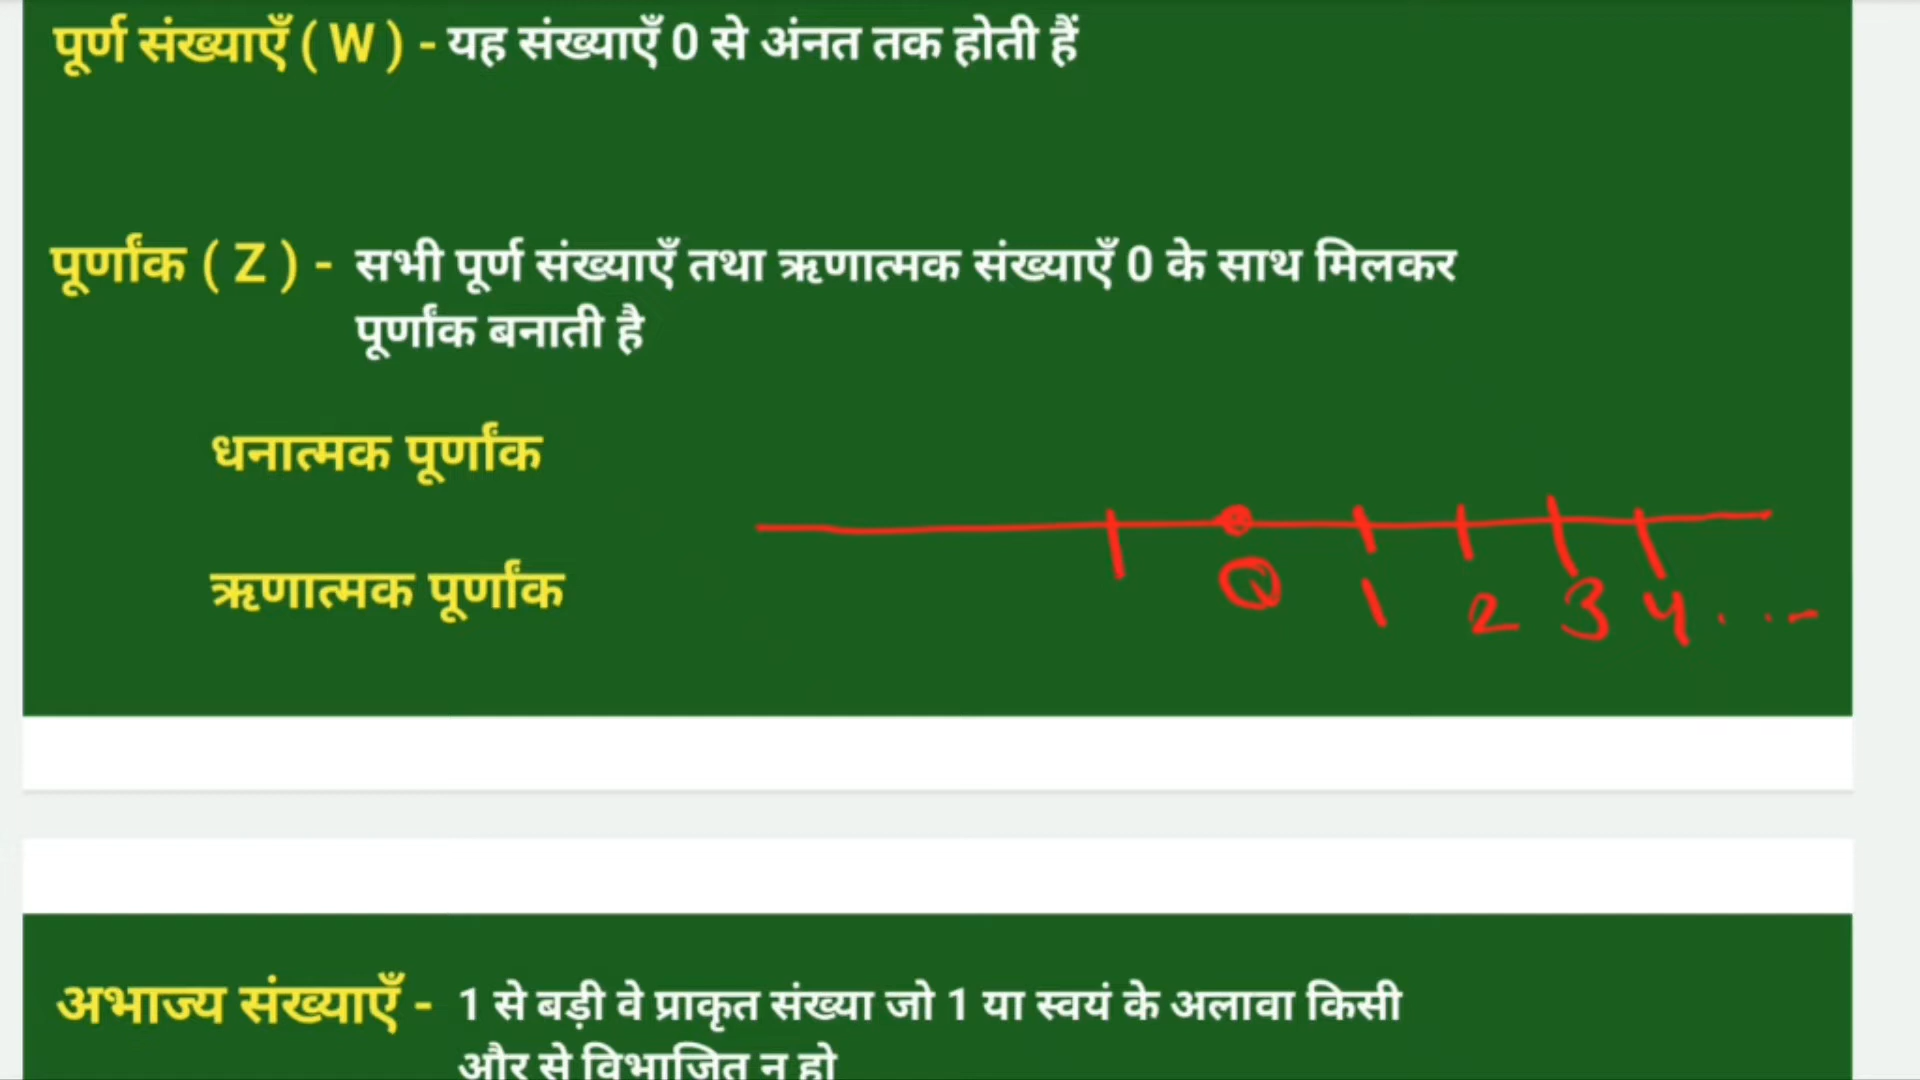 पूर्ण संख्याएँ ( W ) - यह संख्याएँ 0 से अंनत तक होती हैं
पूर्णांक ( Z ) - सभी पूर्ण संख्याएँ तथा ऋणात्मक संख्याएँ 0 के साथ मिलकर
पूर्णांक बनाती है
धनात्मक पूर्णांक
ऋणात्मक पूर्णांक
0 1 2 3 4 . . . -
अभाज्य संख्याएँ - 1 से बड़ी वे प्राकृत संख्या जो 1 या स्वयं के अलावा किसी
और से विभाजित न हो